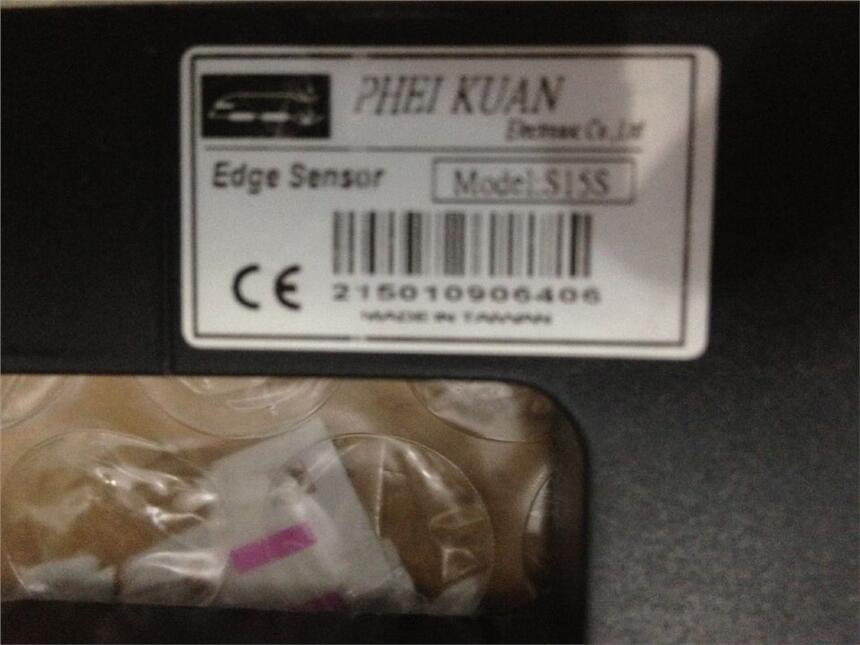 PHEI KUAN
Electronic Co.,Ltd
Edge Sensor
Model:S15S
CE
215010906406
MADE IN TAIWAN